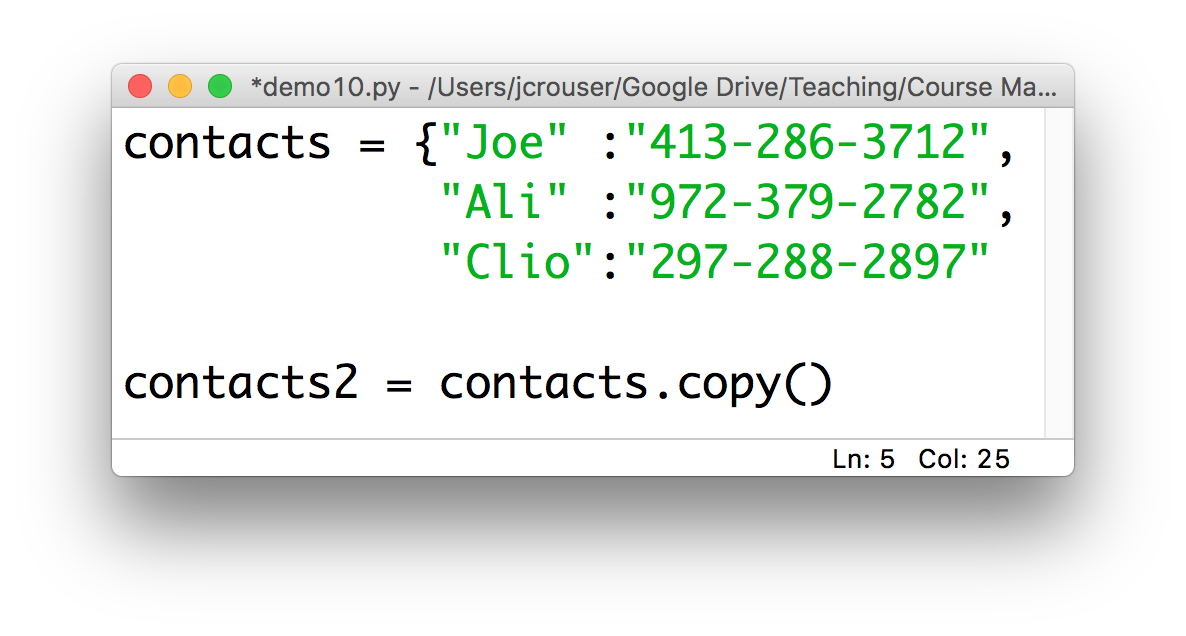 *demo10.py - /Users/jcrouser/Google Drive/Teaching/Course Ma...
contacts = {"Joe" :"413-286-3712",
"Ali" :"972-379-2782",
"Clio":"297-288-2897"
contacts2 = contacts.copy()
Ln: 5 Col: 25